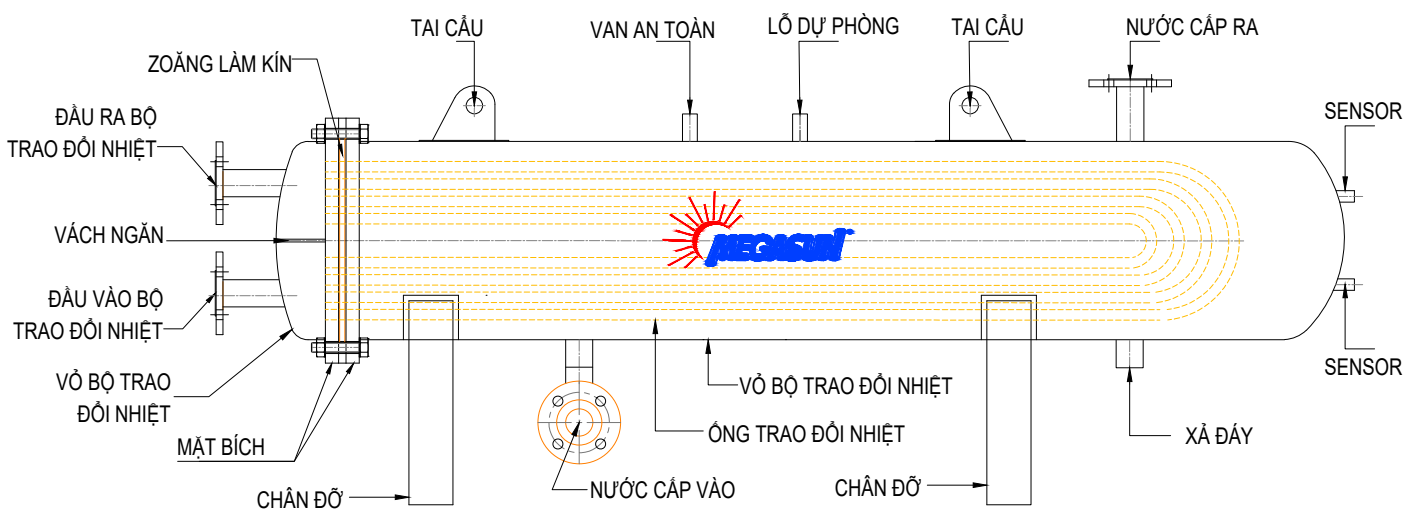 TAI CẨU
VAN AN TOÀN
LỖ DỰ PHÒNG
TAI CẨU
NƯỚC CẤP RA
ZOĂNG LÀM KÍN
ĐẦU RA BỘ
TRAO ĐỔI NHIỆT
SENSOR
VÁCH NGĂN
MEGASUN
ĐẦU VÀO BỘ
TRAO ĐỔI NHIỆT
SENSOR
VỎ BỘ TRAO
ĐỔI NHIỆT
VỎ BỘ TRAO ĐỔI NHIỆT
ỐNG TRAO ĐỔI NHIỆT
XẢ ĐÁY
MẶT BÍCH
CHÂN ĐỠ
NƯỚC CẤP VÀO
CHÂN ĐỠ